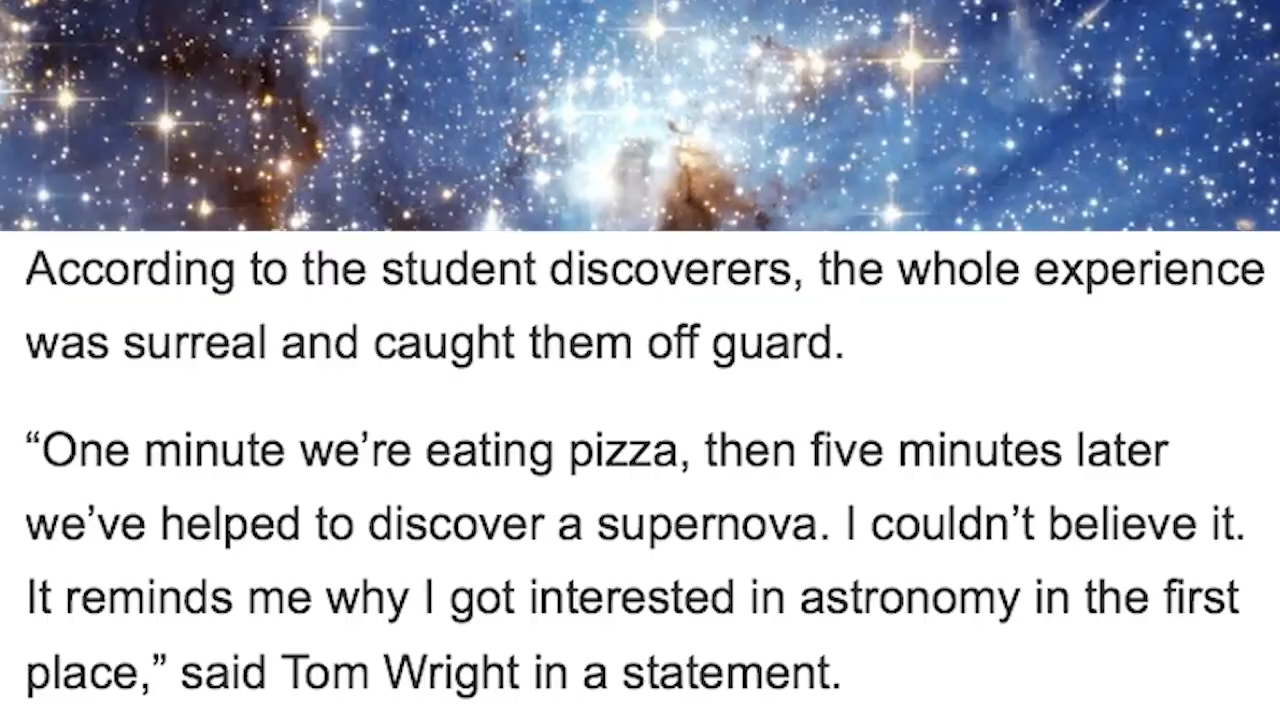 According to the student discoverers, the whole experience
was surreal and caught them off guard.
“One minute we’re eating pizza, then five minutes later
we’ve helped to discover a supernova. I couldn’t believe it.
It reminds me why I got interested in astronomy in the first
place,” said Tom Wright in a statement.